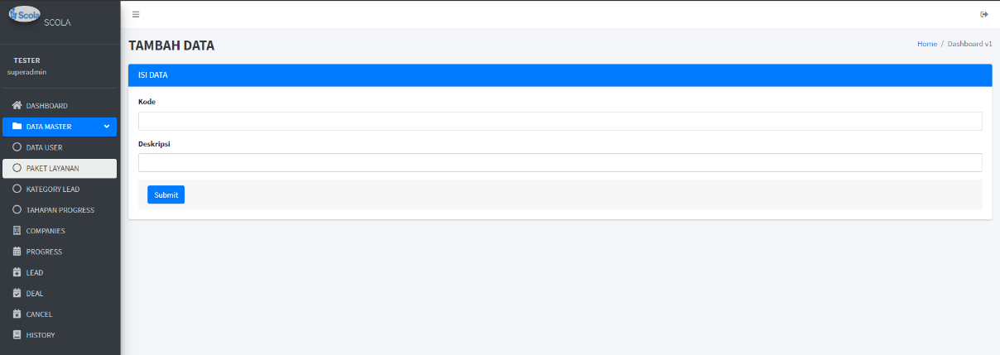 Scola
SCOLA
TESTER
superadmin
DASHBOARD
DATA MASTER
DATA USER
PAKET LAYANAN
KATEGORY LEAD
TAHAPAN PROGRESS
COMPANIES
PROGRESS
LEAD
DEAL
CANCEL
HISTORY
TAMBAH DATA
Home / Dashboard v1
ISI DATA
Kode
Deskripsi
Submit